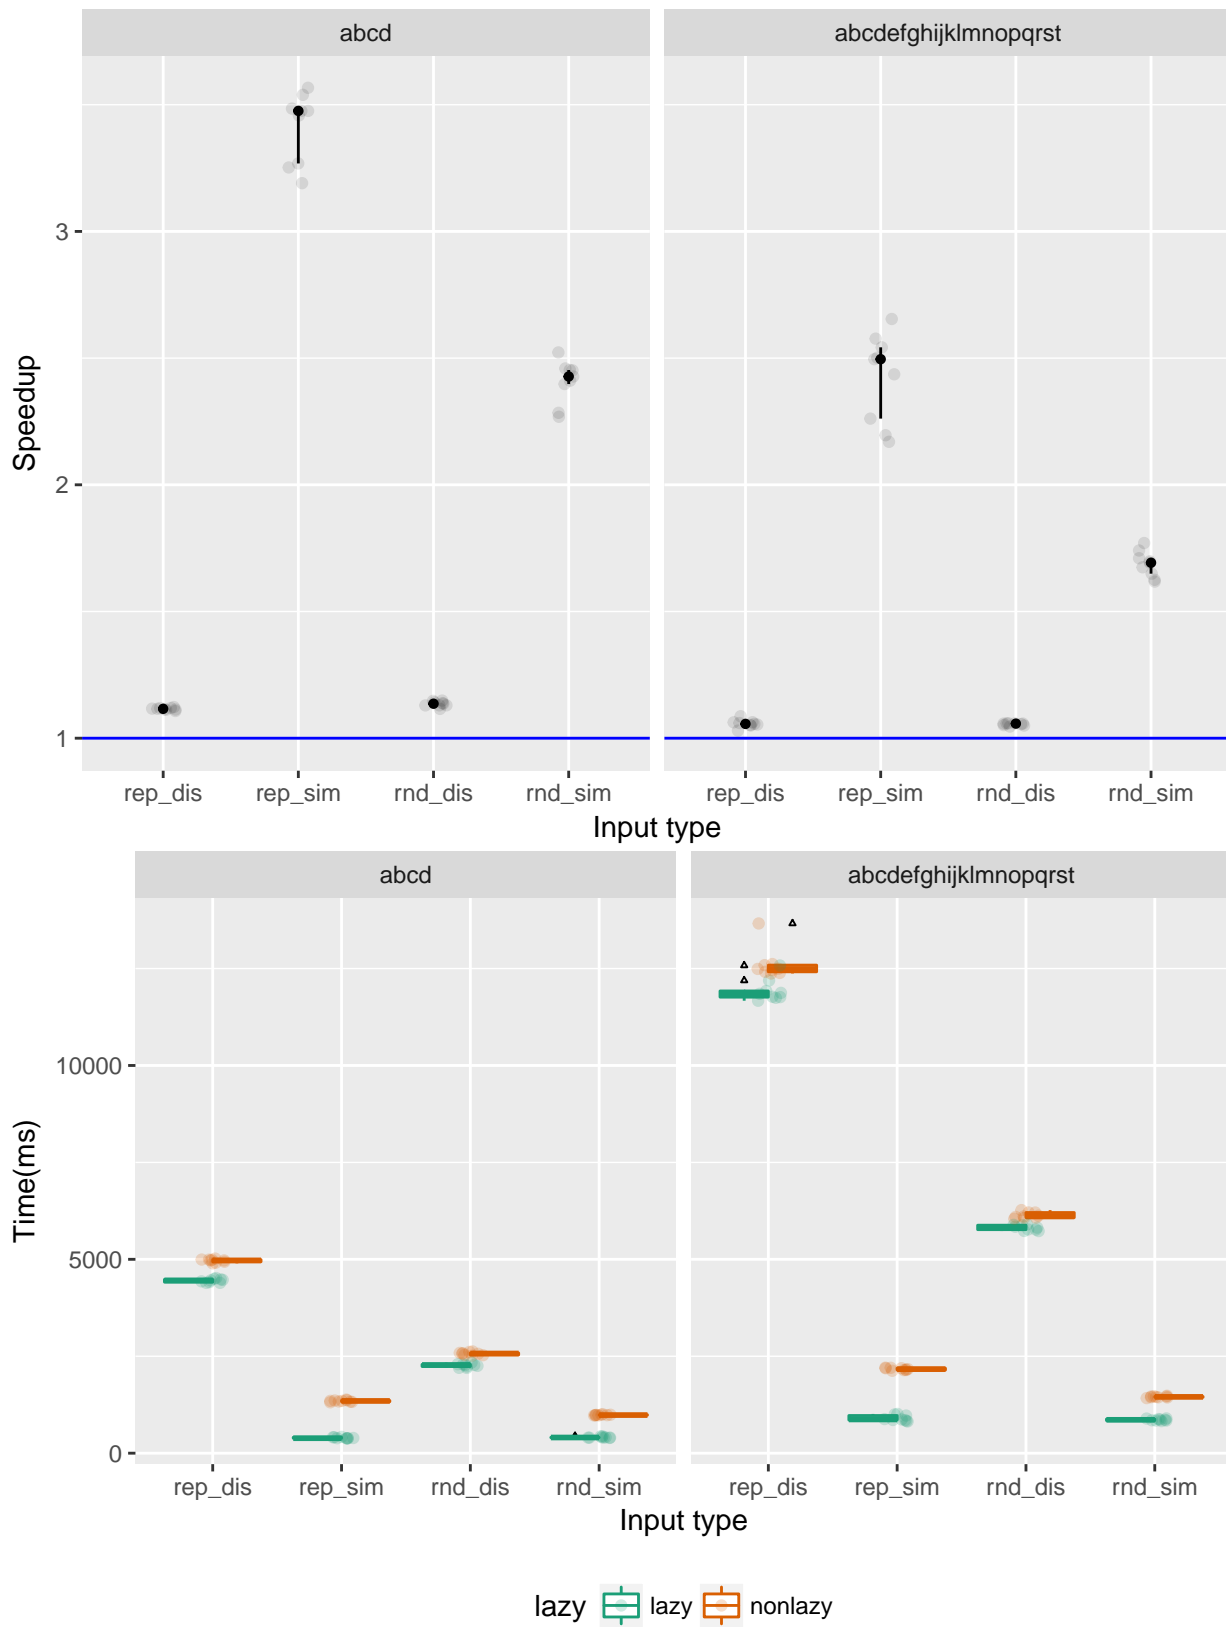 abcd abcdefghijklmnopqrst
3
2
1
Speedup
rep_dis rep_sim rnd_dis rnd_sim rep_dis rep_sim rnd_dis rnd_sim
Input type
abcd abcdefghijklmnopqrst
10000
5000
0
Time(ms)
rep_dis rep_sim rnd_dis rnd_sim rep_dis rep_sim rnd_dis rnd_sim
Input type
lazy lazy nonlazy